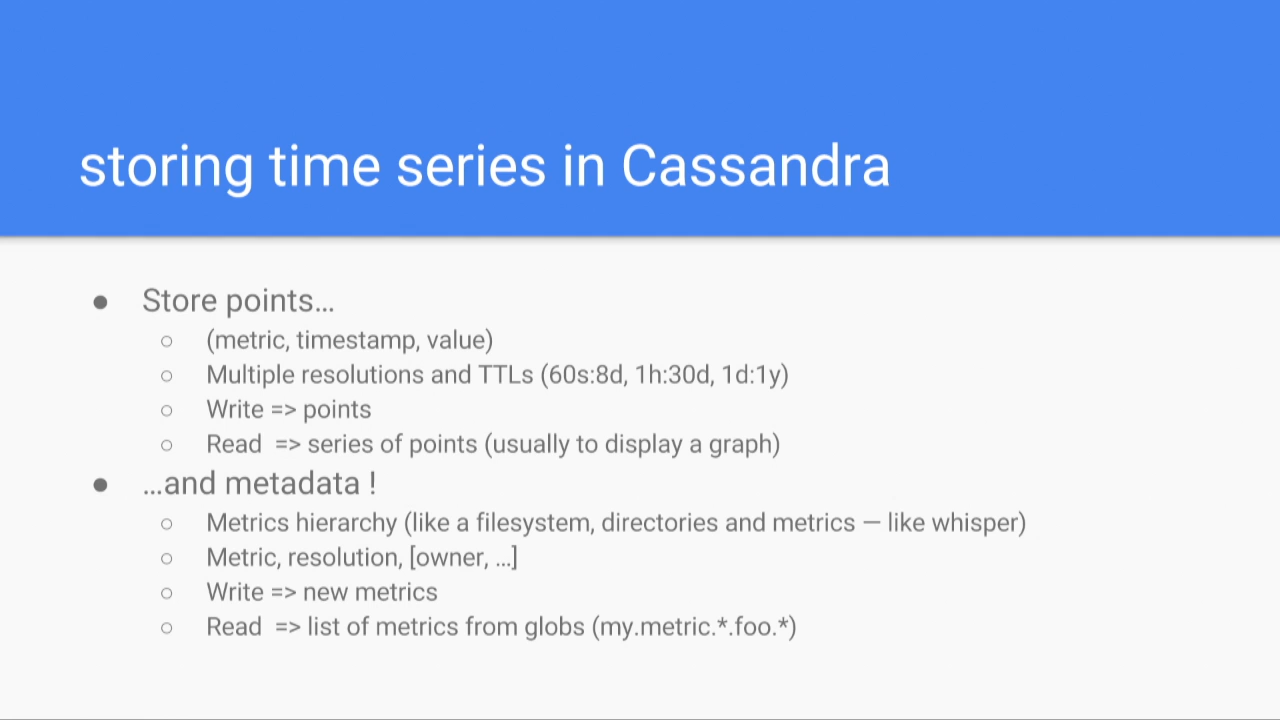 storing time series in Cassandra
● Store points…
○ (metric, timestamp, value)
○ Multiple resolutions and TTLs (60s:8d, 1h:30d, 1d:1y)
○ Write => points
○ Read => series of points (usually to display a graph)
● …and metadata !
○ Metrics hierarchy (like a filesystem, directories and metrics — like whisper)
○ Metric, resolution, [owner, …]
○ Write => new metrics
○ Read => list of metrics from globs (my.metric.*.foo.*)